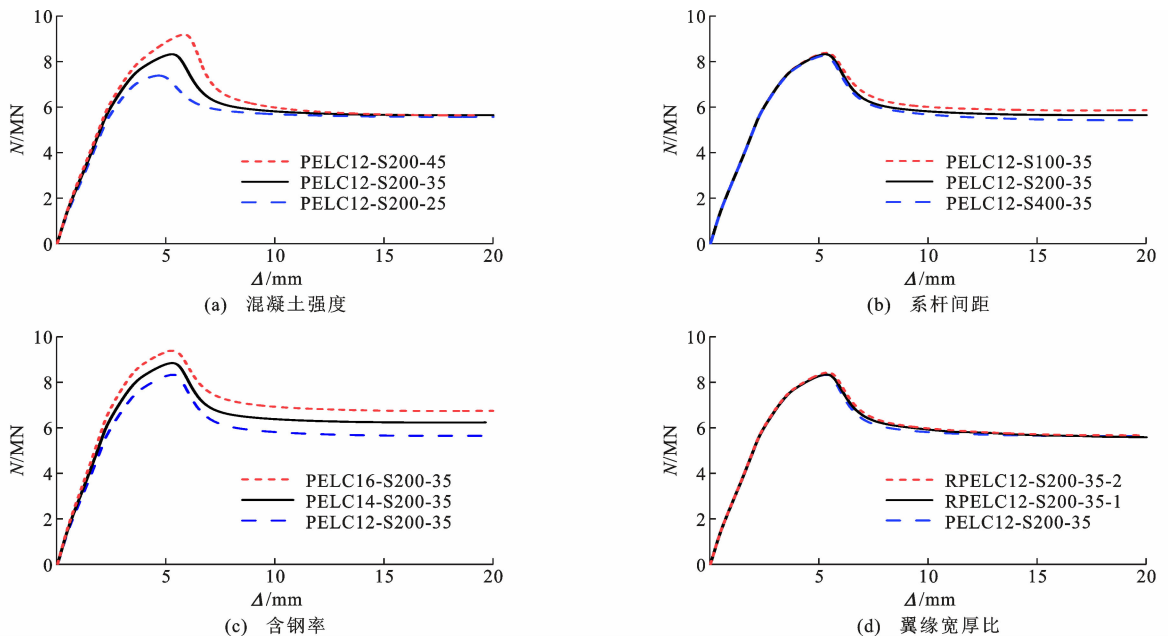 10
8
6
4
2
0
N/MN
PELC12-S200-45
PELC12-S200-35
PELC12-S200-25
5
10
15
20
Δ/mm
(a) 混凝土强度
10
8
6
4
2
0
N/MN
PELC12-S100-35
PELC12-S200-35
PELC12-S400-35
5
10
15
20
Δ/mm
(b) 系杆间距
10
8
6
4
2
0
N/MN
PELC16-S200-35
PELC14-S200-35
PELC12-S200-35
5
10
15
20
Δ/mm
(c) 含钢率
10
8
6
4
2
0
N/MN
RPELC12-S200-35-2
RPELC12-S200-35-1
PELC12-S200-35
5
10
15
20
Δ/mm
(d) 翼缘宽厚比